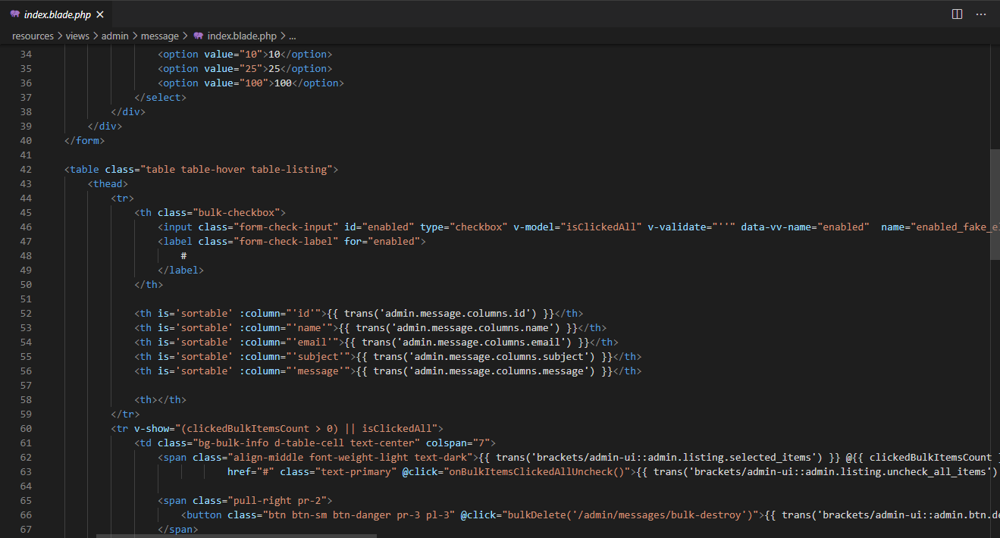 index.blade.php ×
resources > views > admin > message > index.blade.php > ...
34 <option value="10">10</option>
35 <option value="25">25</option>
36 <option value="100">100</option>
37 </select>
38 </div>
39 </div>
40 </form>
41
42 <table class="table table-hover table-listing">
43 <thead>
44 <tr>
45 <th class="bulk-checkbox">
46 <input class="form-check-input" id="enabled" type="checkbox" v-model="isClickedAll" v-validate="''" data-vv-name="enabled"  name="enabled_fake_e
47 <label class="form-check-label" for="enabled">
48 #
49 </label>
50 </th>
51
52 <th is='sortable' :column="'id'">{{ trans('admin.message.columns.id') }}</th>
53 <th is='sortable' :column="'name'">{{ trans('admin.message.columns.name') }}</th>
54 <th is='sortable' :column="'email'">{{ trans('admin.message.columns.email') }}</th>
55 <th is='sortable' :column="'subject'">{{ trans('admin.message.columns.subject') }}</th>
56 <th is='sortable' :column="'message'">{{ trans('admin.message.columns.message') }}</th>
57
58 <th></th>
59 </tr>
60 <tr v-show="(clickedBulkItemsCount > 0) || isClickedAll">
61 <td class="bg-bulk-info d-table-cell text-center" colspan="7">
62 <span class="align-middle font-weight-light text-dark">{{ trans('brackets/admin-ui::admin.listing.selected_items') }} @{{ clickedBulkItemsCount }
63 href="#" class="text-primary" @click="onBulkItemsClickedAllUncheck()">{{ trans('brackets/admin-ui::admin.listing.uncheck_all_items')
64
65 <span class="pull-right pr-2">
66 <button class="btn btn-sm btn-danger pr-3 pl-3" @click="bulkDelete('/admin/messages/bulk-destroy')">{{ trans('brackets/admin-ui::admin.btn.de
67 </span>